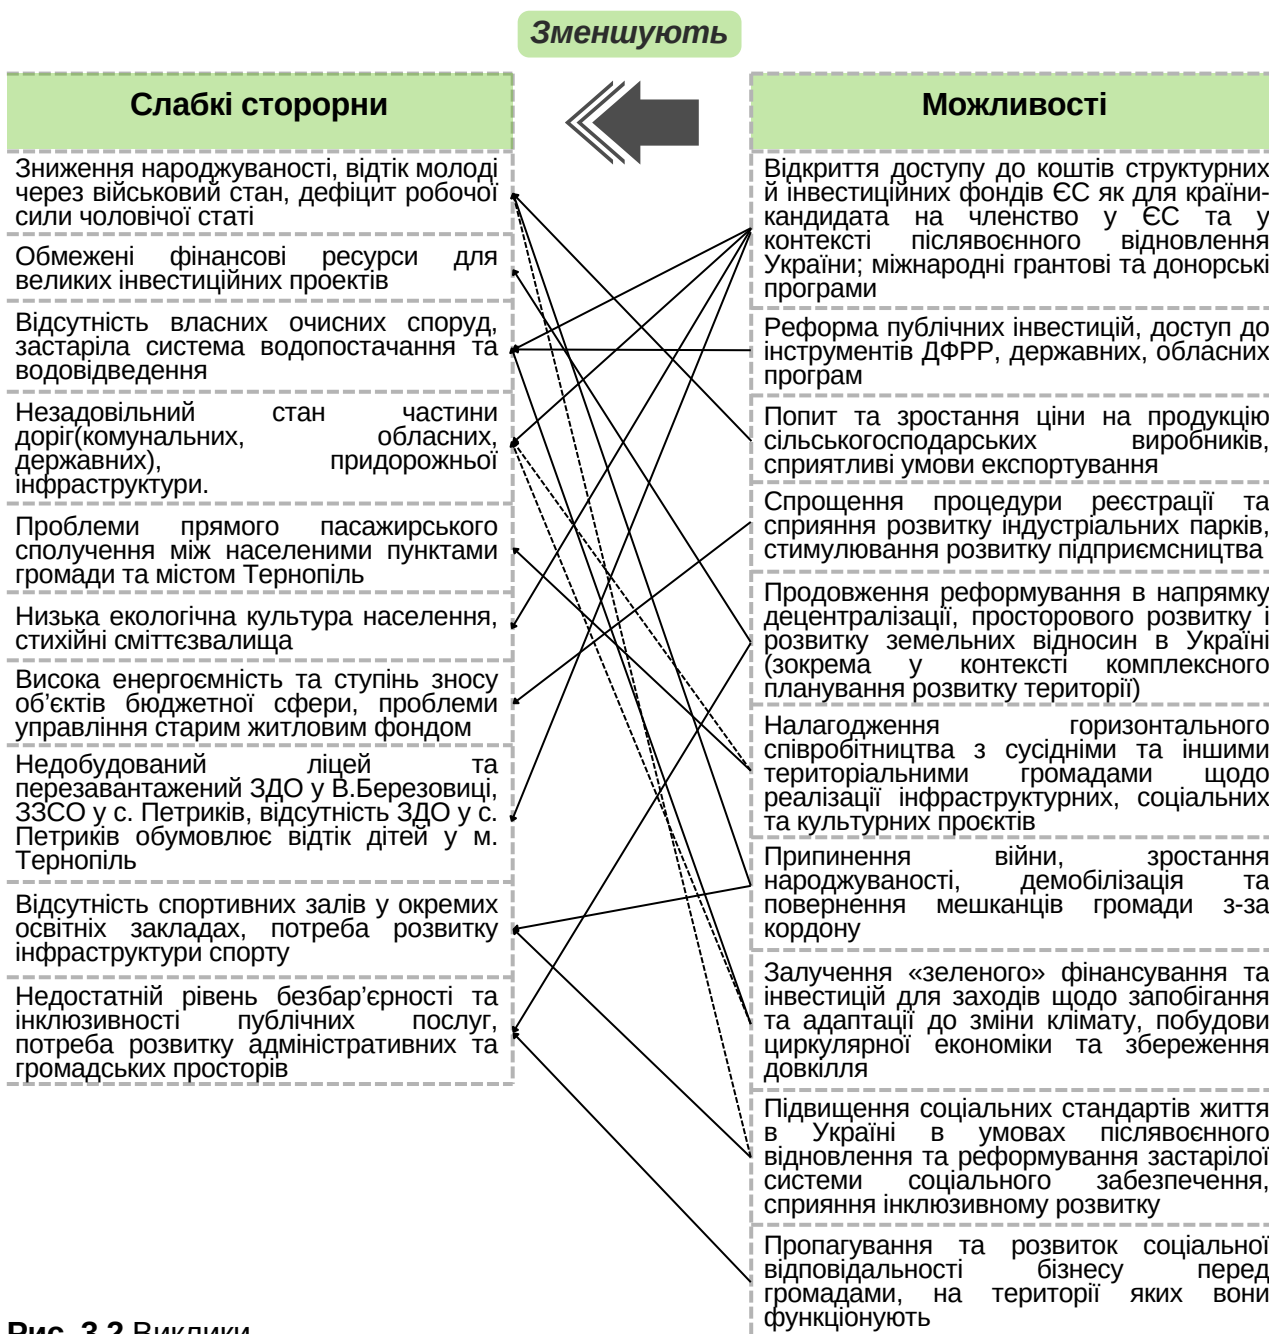 Зменшують
Слабкі сторорни
Зниження народжуваності, відтік молоді
через військовий стан, дефіцит робочої
сили чоловічої статі
Обмежені фінансові ресурси для
великих інвестиційних проектів
Відсутність власних очисних споруд,
застаріла система водопостачання та
водовідведення
Незадовільний стан частини
доріг(комунальних, обласних,
державних), придорожньої
інфраструктури.
Проблеми прямого пасажирського
сполучення між населеними пунктами
громади та містом Тернопіль
Низька екологічна культура населення,
стихійні сміттєзвалища
Висока енергоємність та ступінь зносу
об’єктів бюджетної сфери, проблеми
управління старим житловим фондом
Недобудований ліцей та
перезавантажений ЗДО у В.Березовиці,
ЗЗСО у с. Петриків, відсутність ЗДО у с.
Петриків обумовлює відтік дітей у м.
Тернопіль
Відсутність спортивних залів у окремих
освітніх закладах, потреба розвитку
інфраструктури спорту
Недостатній рівень безбар’єрності та
інклюзивності публічних послуг,
потреба розвитку адміністративних та
громадських просторів
Можливості
Відкриття доступу до коштів структурних
й інвестиційних фондів ЄС як для країни-
кандидата на членство у ЄС та у
контексті післявоєнного відновлення
України; міжнародні грантові та донорські
програми
Реформа публічних інвестицій, доступ до
інструментів ДФРР, державних, обласних
програм
Попит та зростання ціни на продукцію
сільськогосподарських виробників,
сприятливі умови експортування
Спрощення процедури реєстрації та
сприяння розвитку індустріальних парків,
стимулювання розвитку підприємсництва
Продовження реформування в напрямку
децентралізації, просторового розвитку і
розвитку земельних відносин в Україні
(зокрема у контексті комплексного
планування розвитку території)
Налагодження горизонтального
співробітництва з сусідніми та іншими
територіальними громадами щодо
реалізації інфраструктурних, соціальних
та культурних проєктів
Припинення війни, зростання
народжуваності, демобілізація та
повернення мешканців громади з-за
кордону
Залучення «зеленого» фінансування та
інвестицій для заходів щодо запобігання
та адаптації до зміни клімату, побудови
циркулярної економіки та збереження
довкілля
Підвищення соціальних стандартів життя
в Україні в умовах післявоєнного
відновлення та реформування застарілої
системи соціального забезпечення,
сприяння інклюзивному розвитку
Пропагування та розвиток соціальної
відповідальності бізнесу перед
громадами, на території яких вони
функціонують
Рис. 3.2 Виклики